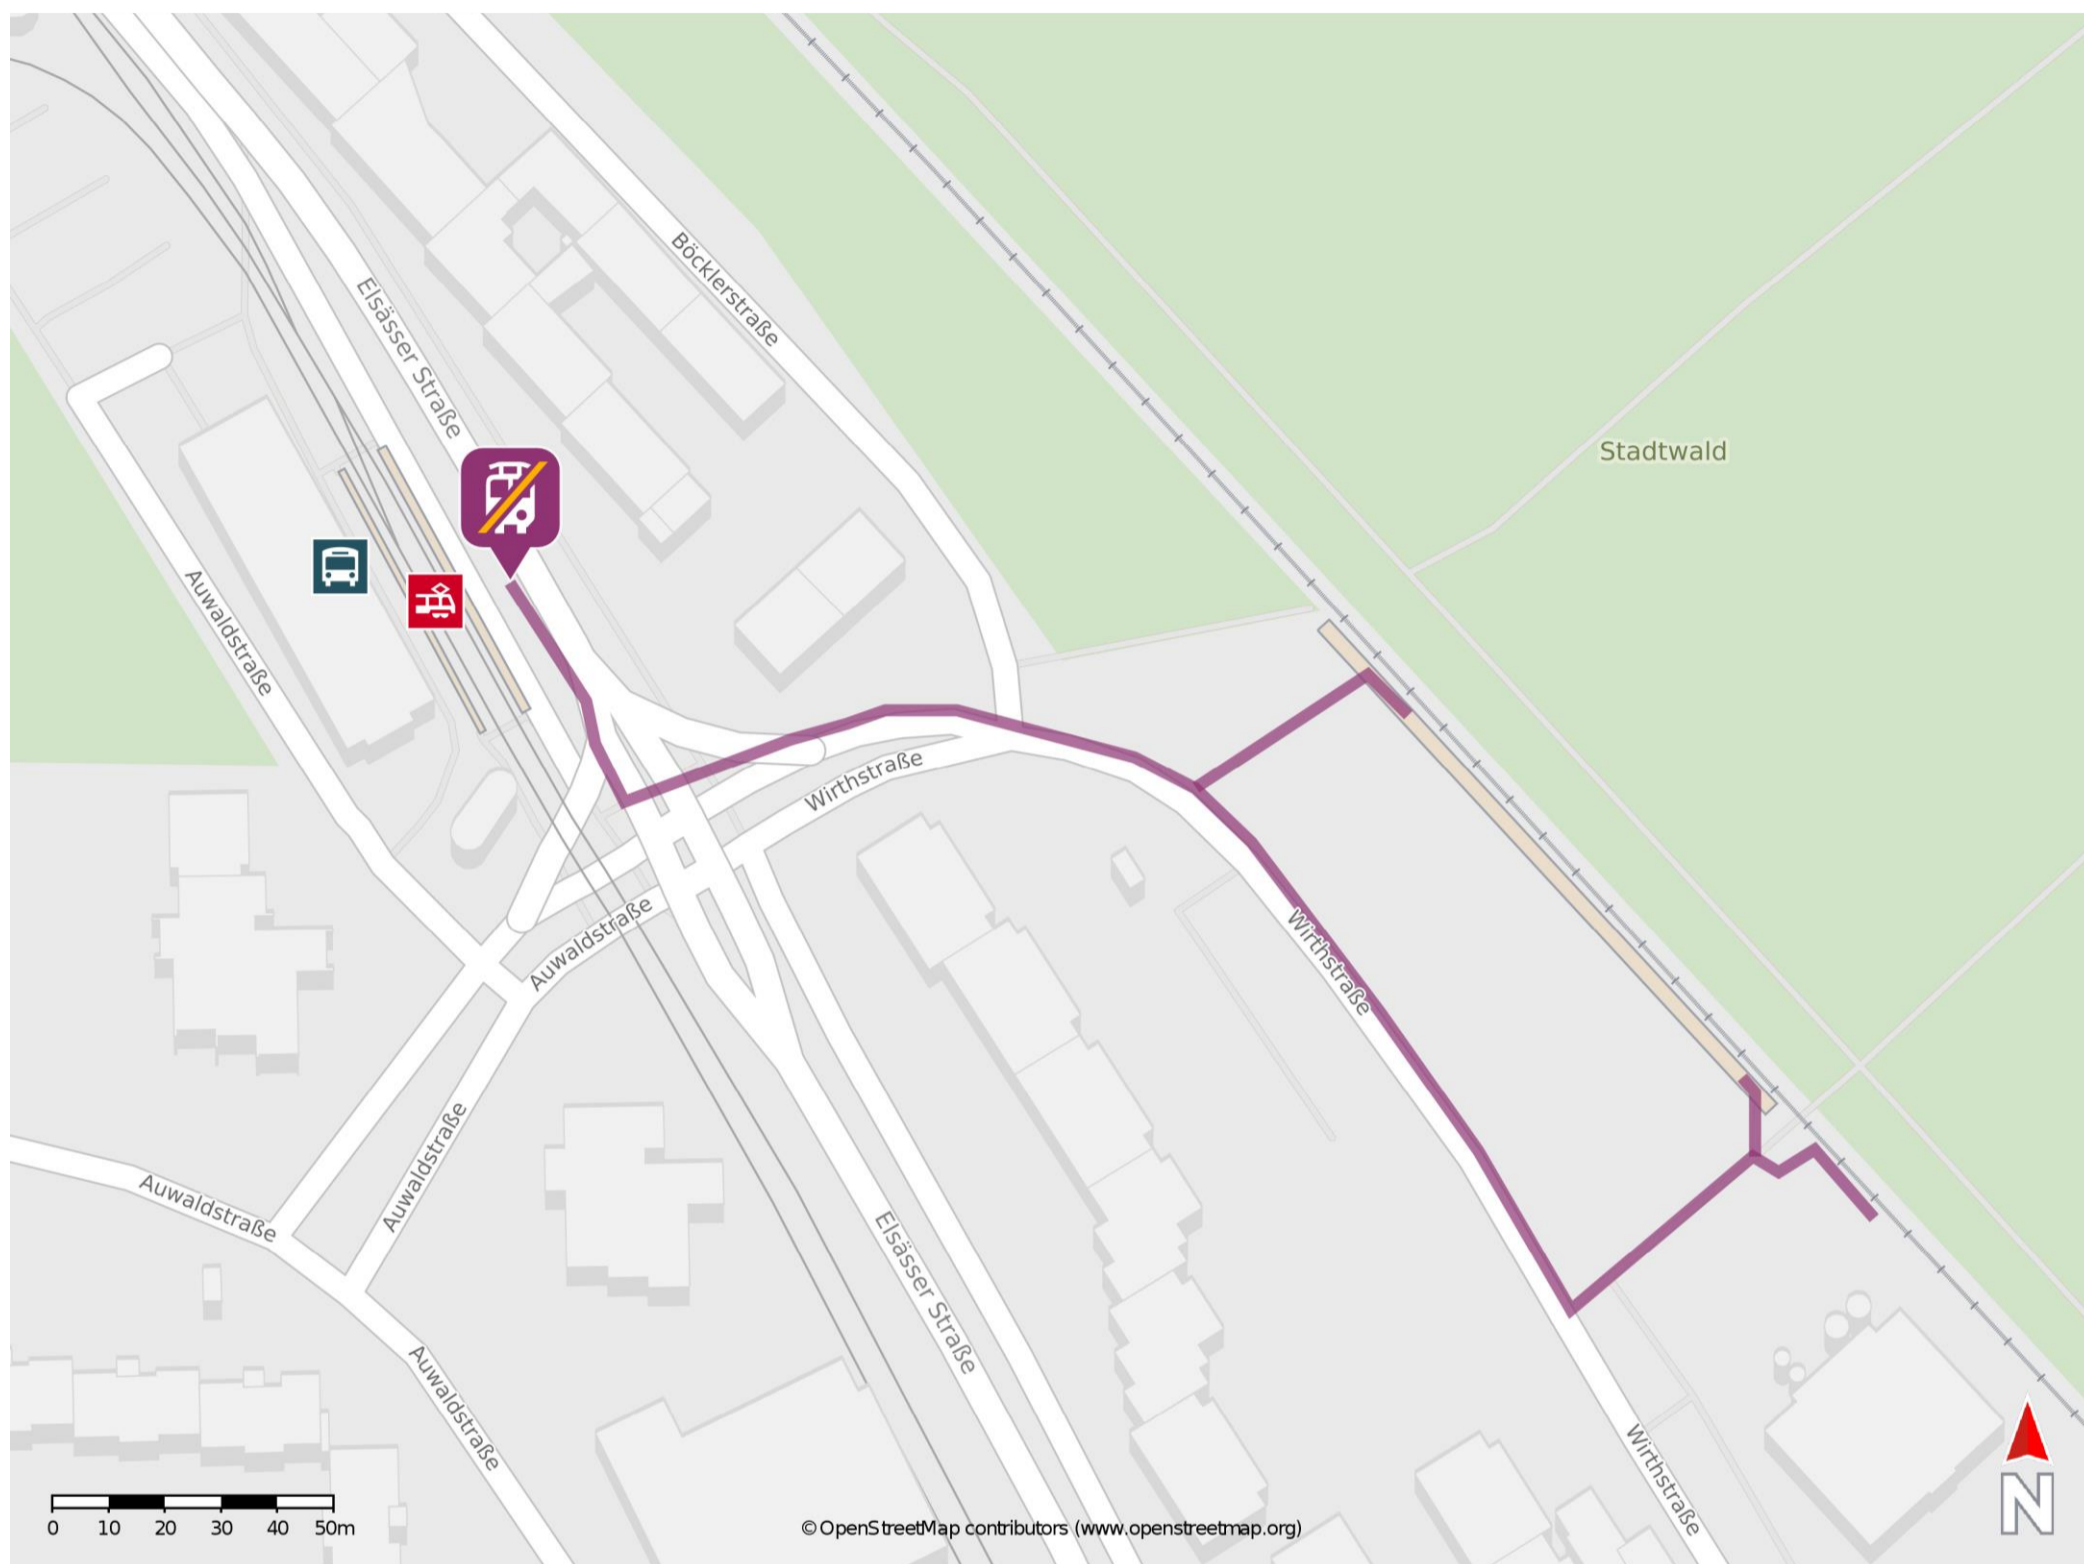 Böcklerstraße
Elsässer Straße
Stadtwald
Auwaldstraße
Wirthstraße
Auwaldstraße
Wirthstraße
Auwaldstraße
Auwaldstraße
Elsässer Straße
Auwaldstraße
Wirthstraße
N
0 10 20 30 40 50m
© OpenStreetMap contributors (www.openstreetmap.org)